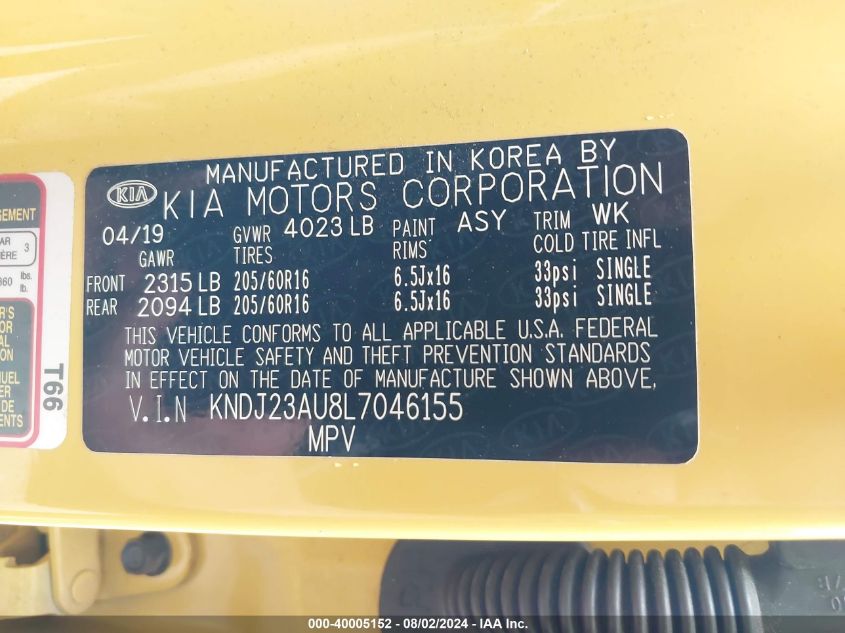 MANUFACTURED IN KOREA BY
KIA KIA MOTORS CORPORATION
04/19 GVWR 4023 LB PAINT ASY TRIM WK
GAWR TIRES RIMS COLD TIRE INFL
FRONT 2315 LB 205/60R16 6.5Jx16 33psi SINGLE
REAR 2094 LB 205/60R16 6.5Jx16 33psi SINGLE
THIS VEHICLE CONFORMS TO ALL APPLICABLE U.S.A. FEDERAL
MOTOR VEHICLE SAFETY AND THEFT PREVENTION STANDARDS
IN EFFECT ON THE DATE OF MANUFACTURE SHOWN ABOVE.
V.I.N KNDJ23AU8L7046155
MPV
3
lbs.
lb.
T66
000-40005152 - 08/02/2024 - IAA Inc.